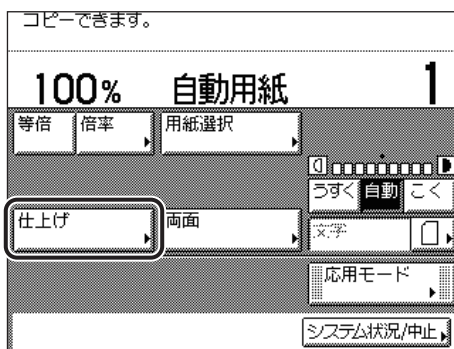 コピーできます。
100% 自動用紙 1
等倍 倍率 用紙選択
うすく 自動 こく
仕上げ 両面 文字
応用モード
システム状況/中止